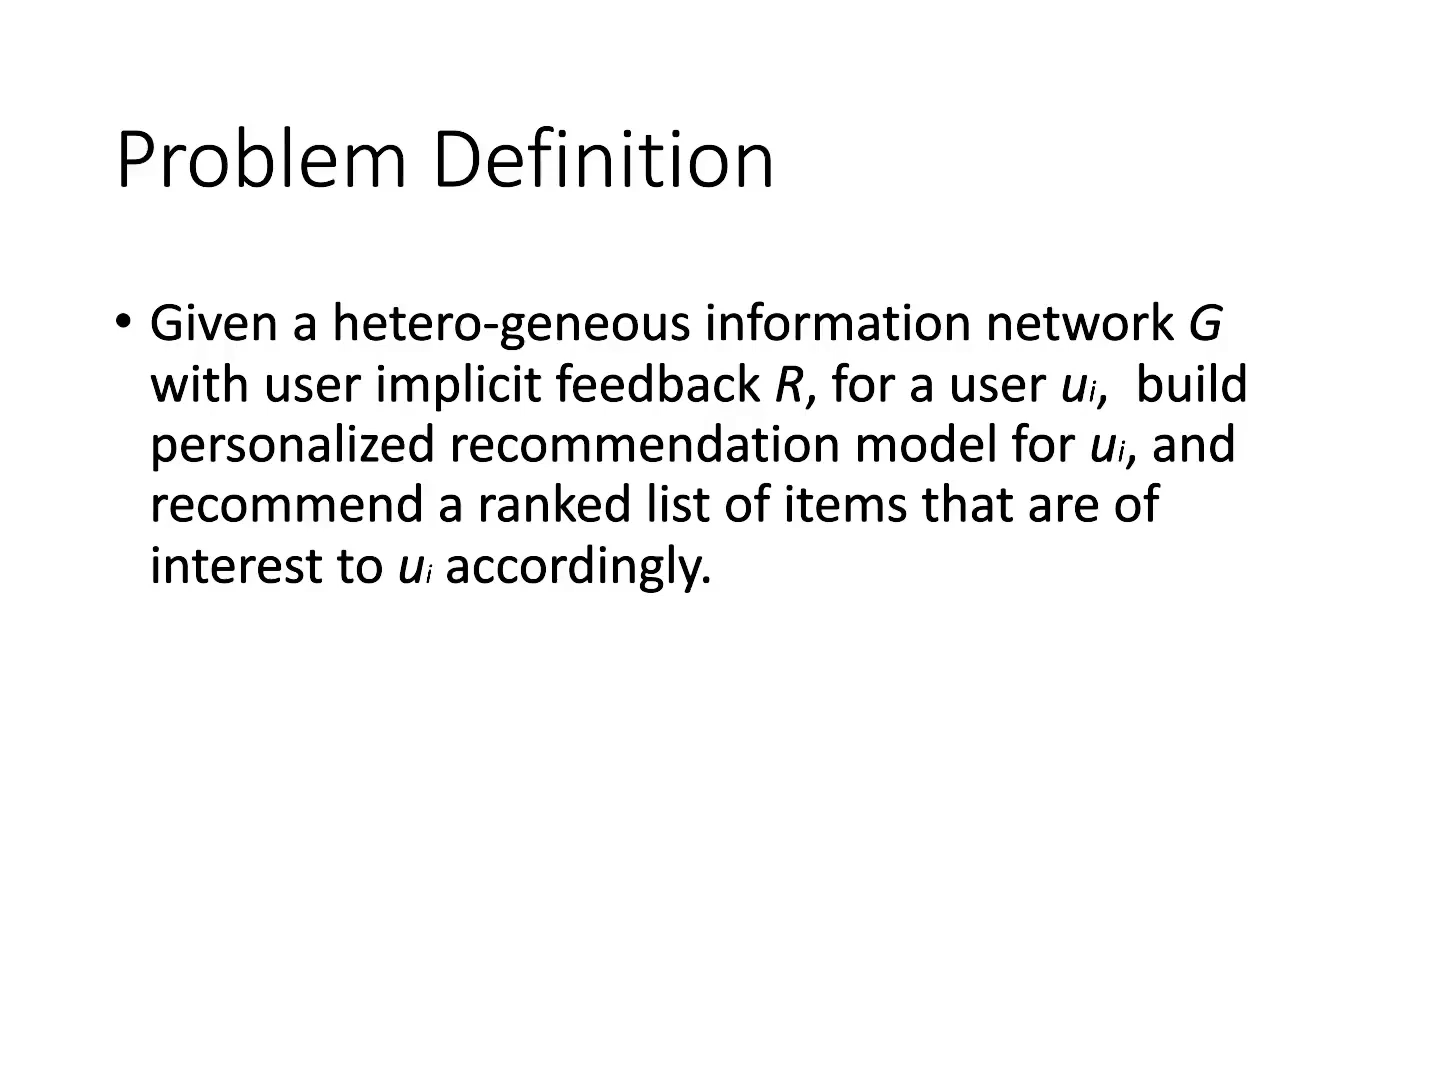 Problem Definition
• Given a hetero-geneous information network G
with user implicit feedback R, for a user ui,  build
personalized recommendation model for ui, and
recommend a ranked list of items that are of
interest to ui accordingly.